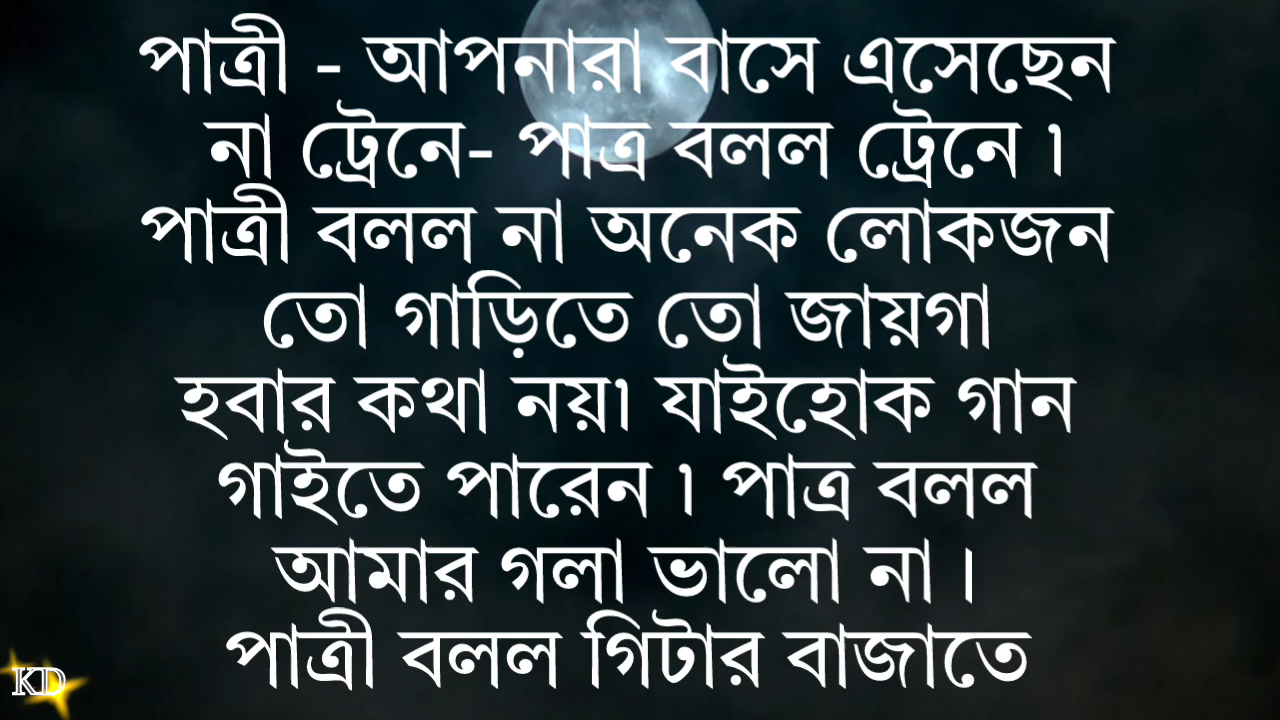 পাত্রী - আপনারা বাসে এসেছেন
না ট্রেনে- পাত্র বলল ট্রেনে ৷
পাত্রী বলল না অনেক লোকজন
তো গাড়িতে তো জায়গা
হবার কথা নয়৷ যাইহোক গান
গাইতে পারেন ৷ পাত্র বলল
আমার গলা ভালো না ।
পাত্রী বলল গিটার বাজাতে
KD